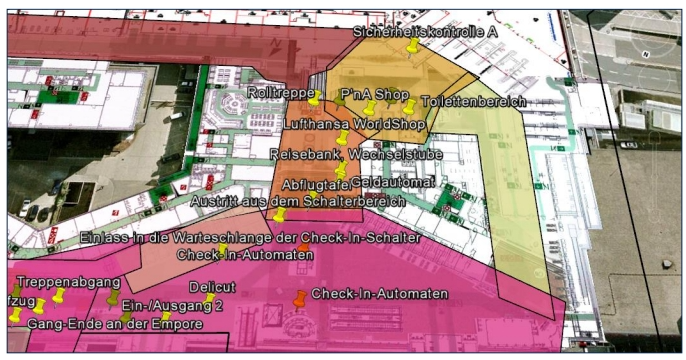 Sicherheitskontrolle A
Rolltreppe
P'nA Shop
Toilettenbereich
Lufthansa WorldShop
Reisebank, Wechselstube
Abflugtafel
Geldautomat
Austritt aus dem Schalterbereich
Einlass in die Warteschlange der Check-In-Schalter
Check-In-Automaten
Treppenabgang
Delicut
Check-In-Automaten
fzug
Ein-/Ausgang 2
Gang-Ende an der Empore
N